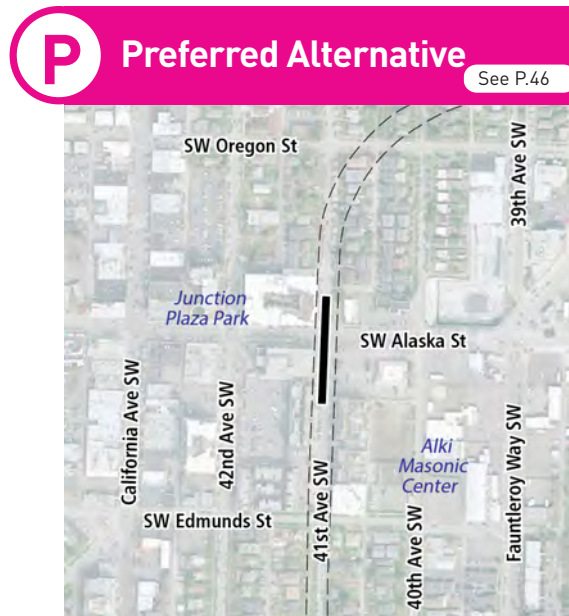 P
Preferred Alternative
See P.46
SW Oregon St
39th Ave SW
Junction
Plaza Park
SW Alaska St
California Ave SW
42nd Ave SW
41st Ave SW
Alki
Masonic
Center
Fauntleroy Way SW
SW Edmunds St
40th Ave SW